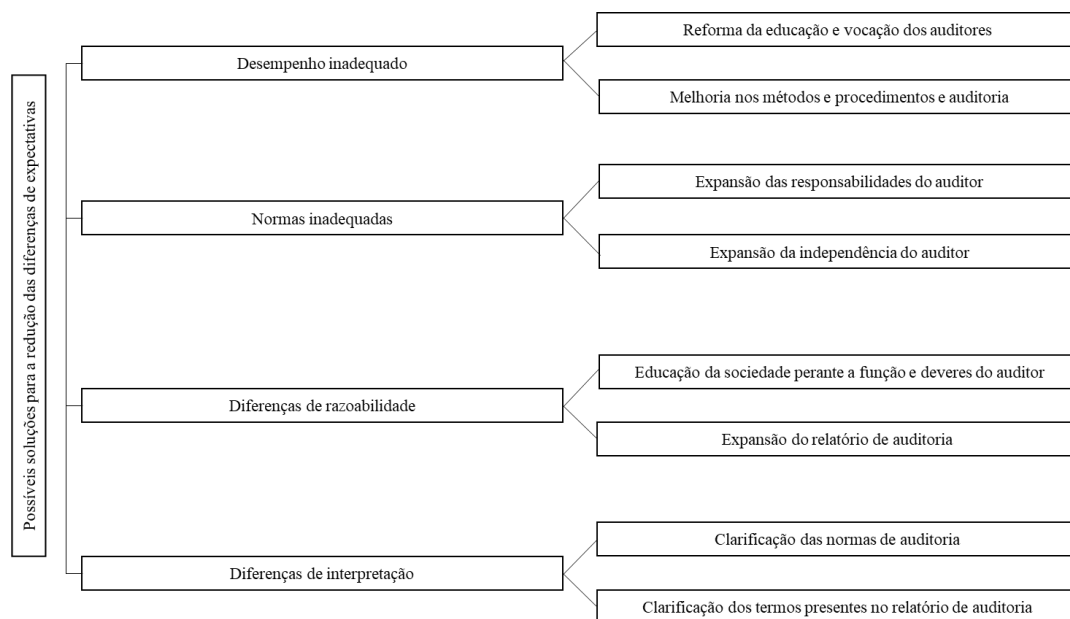 Possíveis soluções para a redução das diferenças de expectativas
Desempenho inadequado
Reforma da educação e vocação dos auditores
Melhoria nos métodos e procedimentos e auditoria
Normas inadequadas
Expansão das responsabilidades do auditor
Expansão da independência do auditor
Diferenças de razoabilidade
Educação da sociedade perante a função e deveres do auditor
Expansão do relatório de auditoria
Diferenças de interpretação
Clarificação das normas de auditoria
Clarificação dos termos presentes no relatório de auditoria